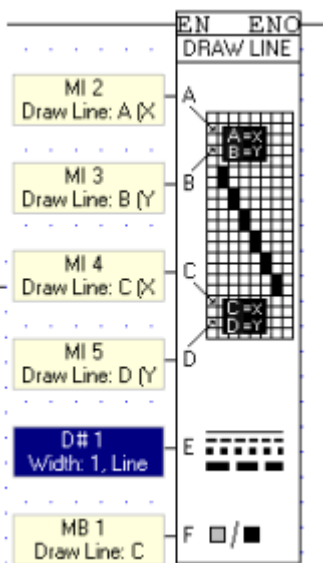 EN ENO
DRAW LINE
MI 2
Draw Line: A (X
A
A=X
B=Y
MI 3
Draw Line: B (Y
B
MI 4
Draw Line: C (X
C
C=X
D=Y
MI 5
Draw Line: D (Y
D
D# 1
Width: 1, Line
E
MB 1
Draw Line: C
F
/